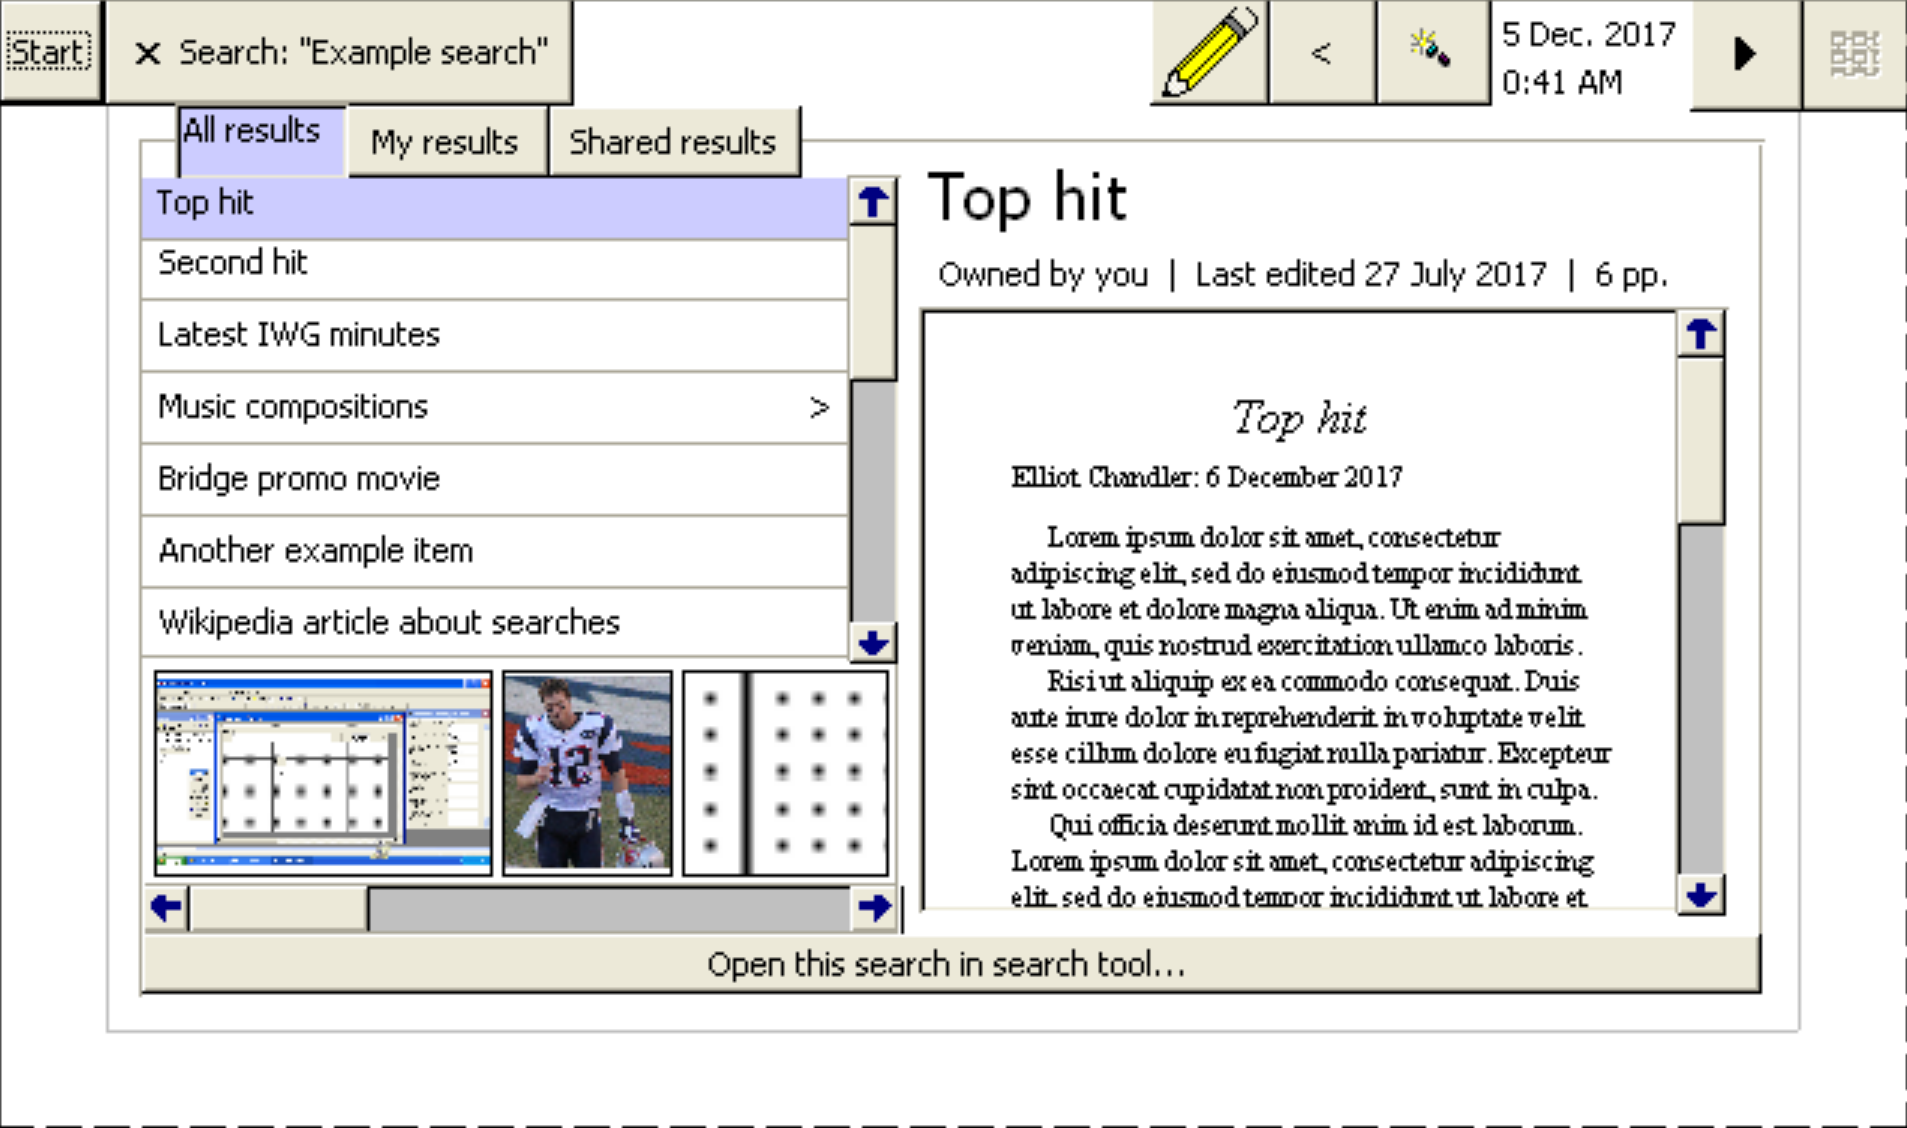 Start
× Search: "Example search"
<
5 Dec. 2017
0:41 AM
All results
My results
Shared results
Top hit
Second hit
Latest IWG minutes
Music compositions >
Bridge promo movie
Another example item
Wikipedia article about searches
12
Top hit
Owned by you | Last edited 27 July 2017 | 6 pp.
Top hit
Elliot Chandler: 6 December 2017
Lorem ipsum dolor sit amet, consectetur
adipiscing elit, sed do eiusmod tempor incididunt
ut labore et dolore magna aliqua. Ut enim ad minim
veniam, quis nostrud exercitation ullamco laboris.
Risi ut aliquip ex ea commodo consequat. Duis
aute irure dolor in reprehenderit in voluptate velit
esse cillum dolore eu fugiat nulla pariatur. Excepteur
sint occaecat cupidatat non proident, sunt in culpa.
Qui officia deserunt mollit anim id est laborum.
Lorem ipsum dolor sit amet, consectetur adipiscing
elit, sed do eiusmod tempor incididunt ut labore et
Open this search in search tool...